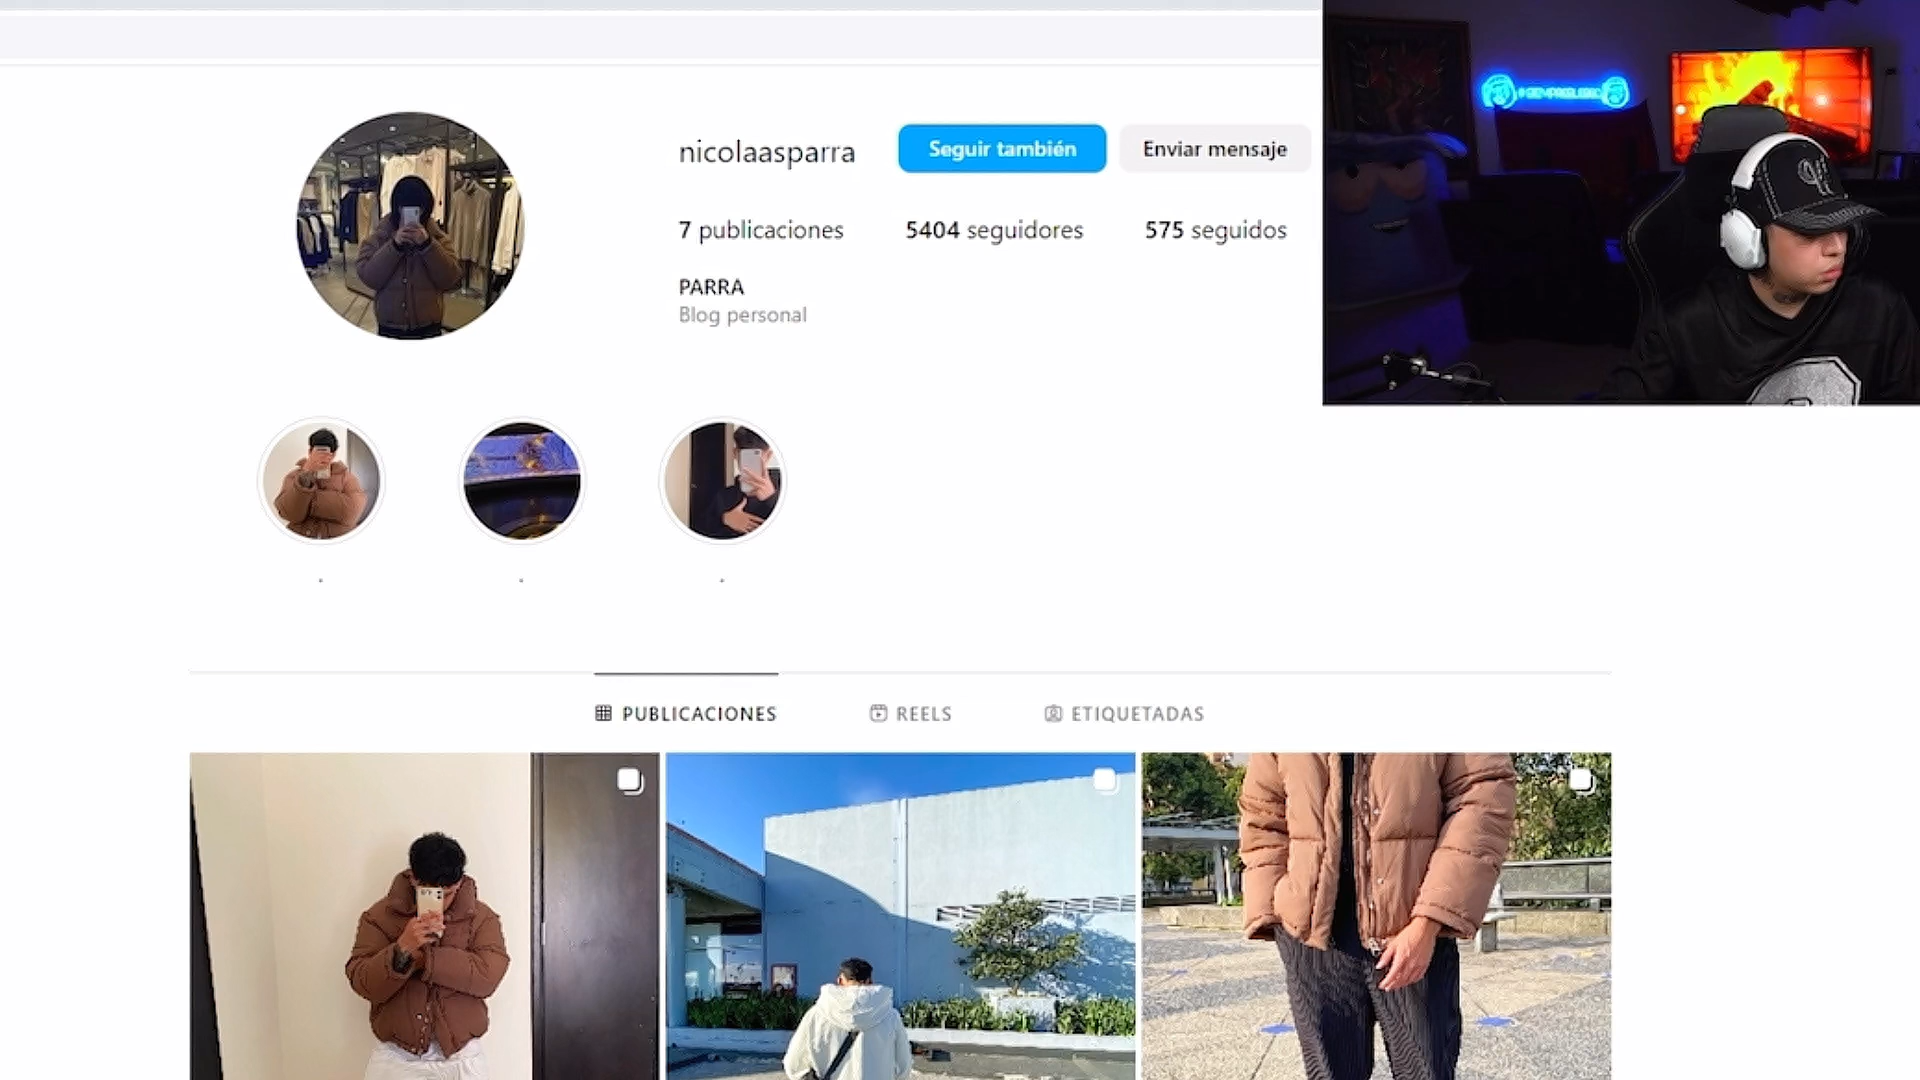 nicolaasparra
Seguir también
Enviar mensaje
7 publicaciones
5404 seguidores
575 seguidos
PARRA
Blog personal
PUBLICACIONES
REELS
ETIQUETADAS